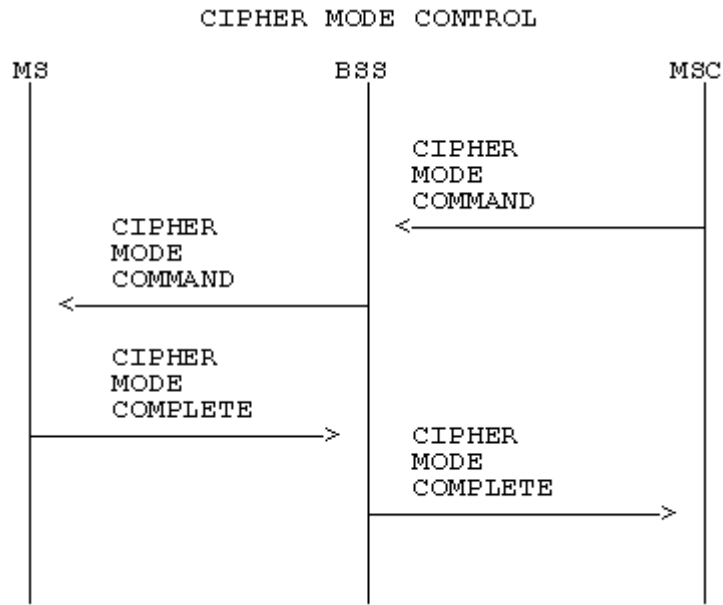 CIPHER MODE CONTROL
MS BSS MSC
CIPHER
MODE
COMMAND
CIPHER
MODE
COMMAND
CIPHER
MODE
COMPLETE
CIPHER
MODE
COMPLETE